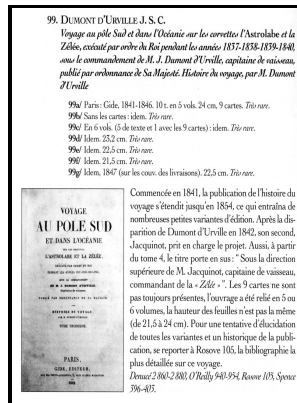 99. DUMONT D'URVILLE J. S. C.
Voyage au pôle Sud et dans l'Océanie sur les corvettes l'Astrolabe et la
Zélée, exécuté par ordre du Roi pendant les années 1837-1838-1839-1840,
sous le commandement de M. J. Dumont d'Urville, capitaine de vaisseau,
publié par ordonnance de Sa Majesté. Histoire du voyage, par M. Dumont
d'Urville
99a/ Paris : Gide, 1841-1846. 10 t. en 5 vols. 24 cm, 9 cartes. Très rare.
99b/ Sans les cartes : idem. Très rare.
99c/ En 6 vols. (5 de texte et 1 avec les 9 cartes) : idem. Très rare.
99d/ Idem. 23,2 cm. Très rare.
99e/ Idem. 22,5 cm. Très rare.
99f/ Idem. 21,5 cm. Très rare.
99g/ Idem, 1847 (sur les couv. des livraisons). 22,5 cm. Très rare.
VOYAGE
AU POLE SUD
ET DANS L'OCÉANIE
L'ASTROLABE ET LA ZÉLÉE,
PARIS,
GIDE, ÉDITEUR,
Commencée en 1841, la publication de l'histoire du
voyage s'étendit jusqu'en 1854, ce qui entraîna de
nombreuses petites variantes d'édition. Après la dis-
parition de Dumont d'Urville en 1842, son second,
Jacquinot, prit en charge le projet. Aussi, à partir
du tome 4, le titre porte en sus : " Sous la direction
supérieure de M. Jacquinot, capitaine de vaisseau,
commandant de la « Zélée » ". Les 9 cartes ne sont
pas toujours présentes, l'ouvrage a été relié en 5 ou
6 volumes, la hauteur des feuilles n'est pas la même
(de 21,5 à 24 cm). Pour une tentative d'élucidation
de toutes les variantes et un historique de la publi-
cation, se reporter à Rosove 105, la bibliographie la
plus détaillée sur ce voyage.
Denucé 2860-2880, O'Reilly 940-954, Rosove 105, Spence
396-405.